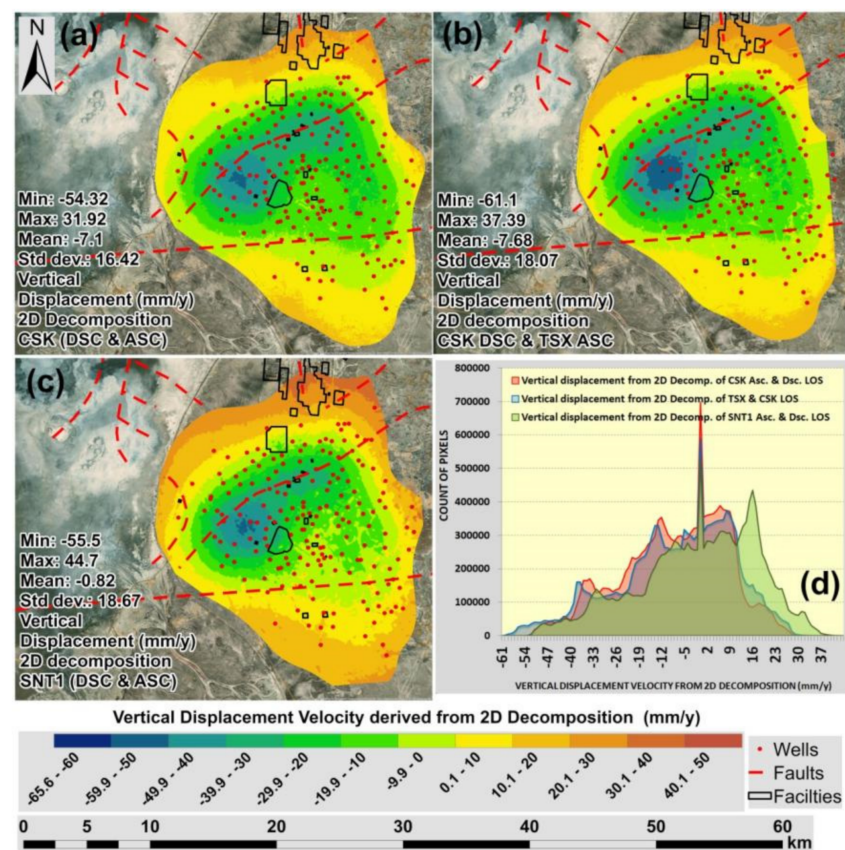 N
(a)
Min: -54.32
Max: 31.92
Mean: -7.1
Std dev.: 16.42
Vertical
Displacement (mm/y)
2D Decomposition
CSK (DSC & ASC)
(b)
Min: -61.1
Max: 37.39
Mean: -7.68
Std dev.: 18.07
Vertical
Displacement (mm/y)
2D decomposition
CSK DSC & TSX ASC
(c)
Min: -55.5
Max: 44.7
Mean: -0.82
Std dev.: 18.67
Vertical
Displacement (mm/y)
2D decomposition
SNT1 (DSC & ASC)
800000
700000
600000
500000
400000
300000
200000
100000
0
COUNT OF PIXELS
Vertical displacement from 2D Decomp. of CSK Asc. & Dsc. LOS
Vertical displacement from 2D Decomp. of TSX & CSK LOS
Vertical displacement from 2D Decomp. of SNT1 Asc. & Dsc. LOS
(d)
-61 -54 -47 -40 -33 -26 -19 -12 -5 2 9 16 23 30 37
VERTICAL DISPLACEMENT VELOCITY FROM 2D DECOMPOSITION (mm/y)
Vertical Displacement Velocity derived from 2D Decomposition (mm/y)
-65.6 - -60 -59.9 - -50 -49.9 - -40 -39.9 - -30 -29.9 - -20 -19.9 - -10 -9.9 - 0 0.1 - 10 10.1 - 20 20.1 - 30 30.1 - 40 40.1 - 50
Wells
Faults
Facilties
0 5 10 20 30 40 50 60
km